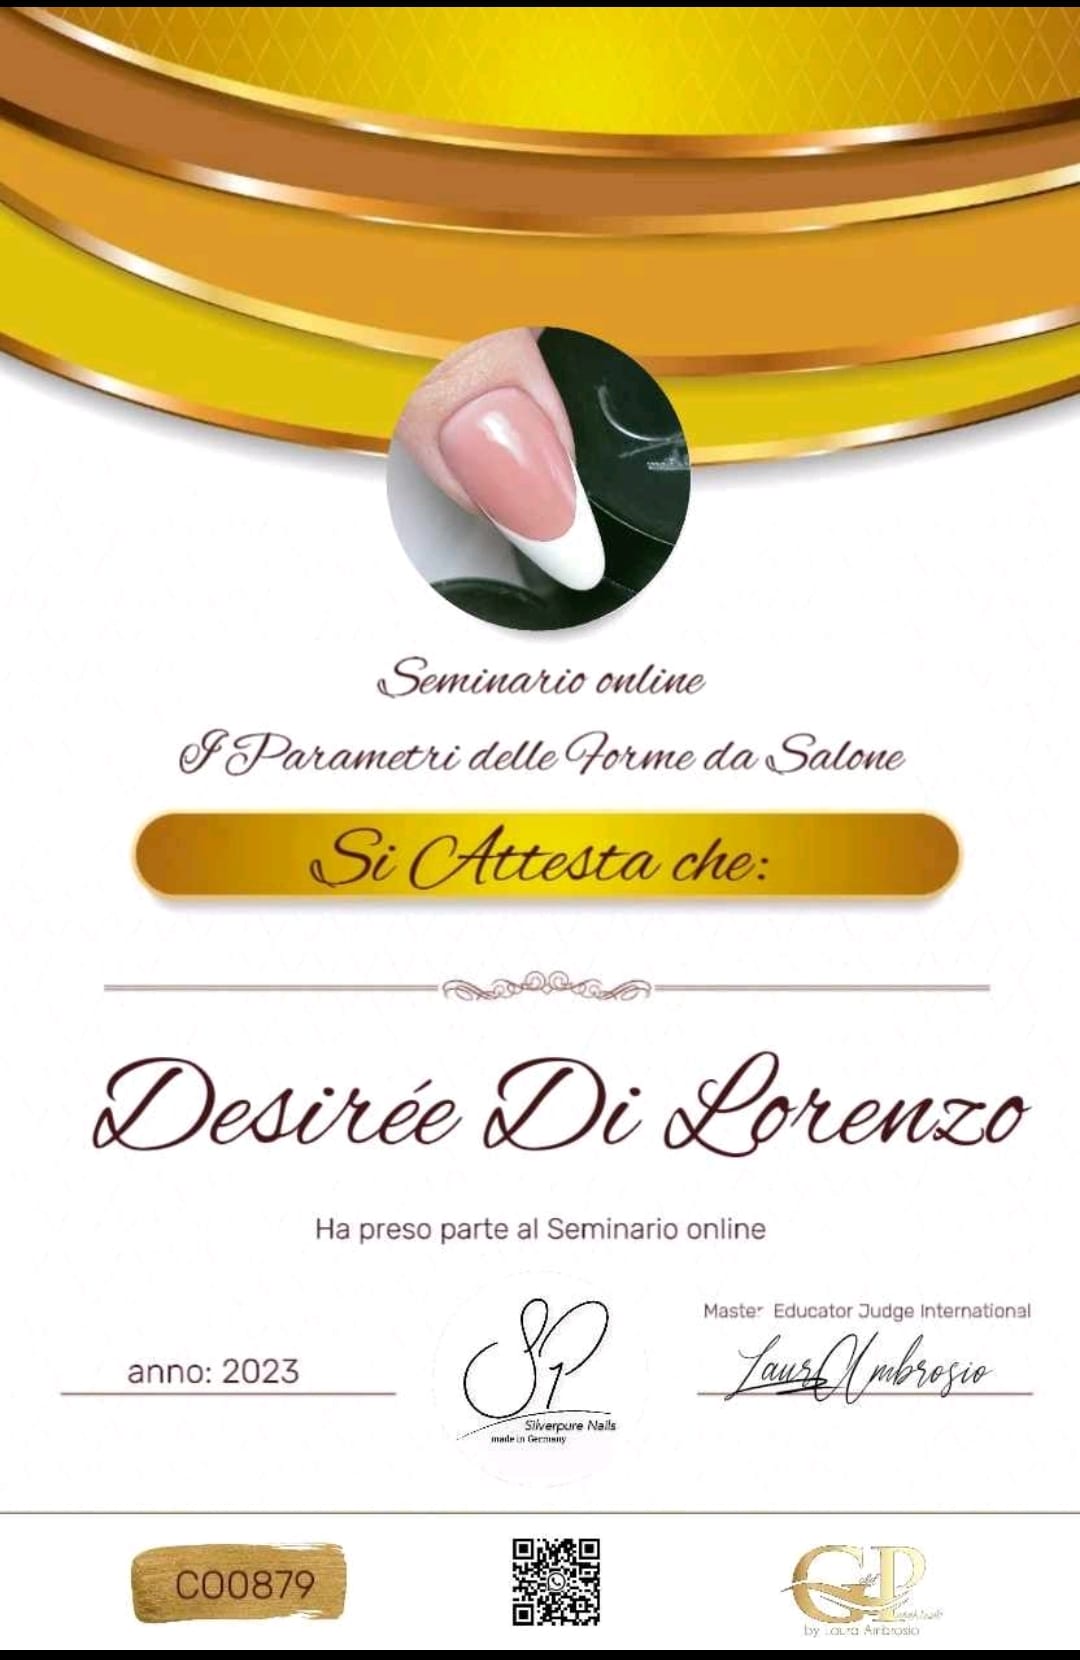 Seminario online
I Parametri delle Forme da Salone
Si Attesta che:
Desirée Di Lorenzo
Ha preso parte al Seminario online
Master Educator Judge International
anno: 2023
Laura Ambrosio
SP
Silverpure Nails
made in Germany
COO879
GP
by Laura Ambrosio